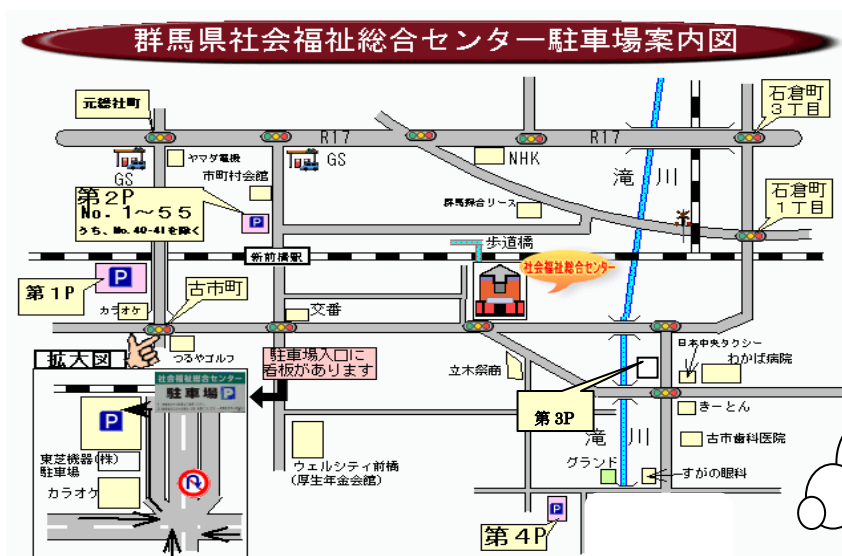 群馬県社会福祉総合センター駐車場案内図
元総社町
石倉町
3丁目
R17
R17
GS
ヤマダ電機
GS
NHK
市町村会館
滝川
第2P
No. 1～55
うち、No. 40-41を除く
P
群馬綜合リース
石倉町
1丁目
歩道橋
新前橋駅
社会福祉総合センター
P
第1P
古市町
カラオケ
交番
つるやゴルフ
拡大図
駐車場入口に
看板があります
日本中央タクシー
わかば病院
立木祭商
社会福祉総合センター
駐車場 P
第3P
きーとん
P
滝川
古市歯科医院
東芝機器(株)
駐車場
ウェルシティ前橋
(厚生年金会館)
グランド
すがの眼科
カラオケ
P
第4P